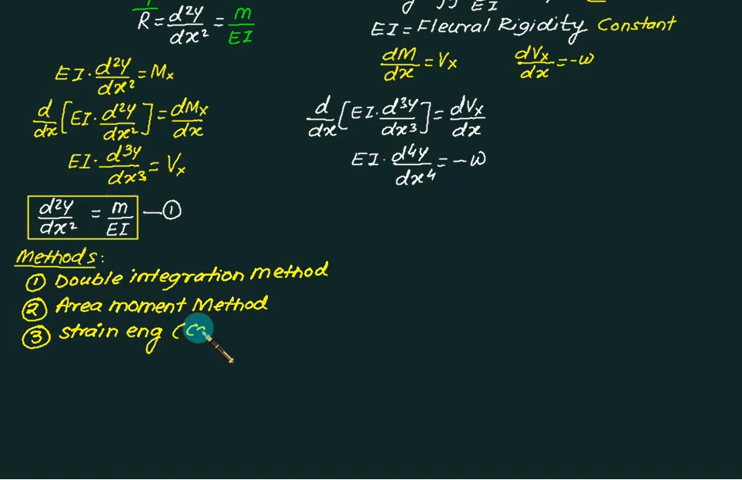 1/R = d²y/dx² = m/EI
EI
EI = Fleural Rigidity Constant
dM/dx = Vx dVx/dx = -w
EI · d²y/dx² = Mx
d/dx [EI · d²y/dx²] = dMx/dx
d/dx [EI · d³y/dx³] = dVx/dx
EI · d³y/dx³ = Vx
EI · d⁴y/dx⁴ = -w
d²y/dx² = m/EI —①
Methods:
① Double integration method
② Area moment Method
③ strain eng (